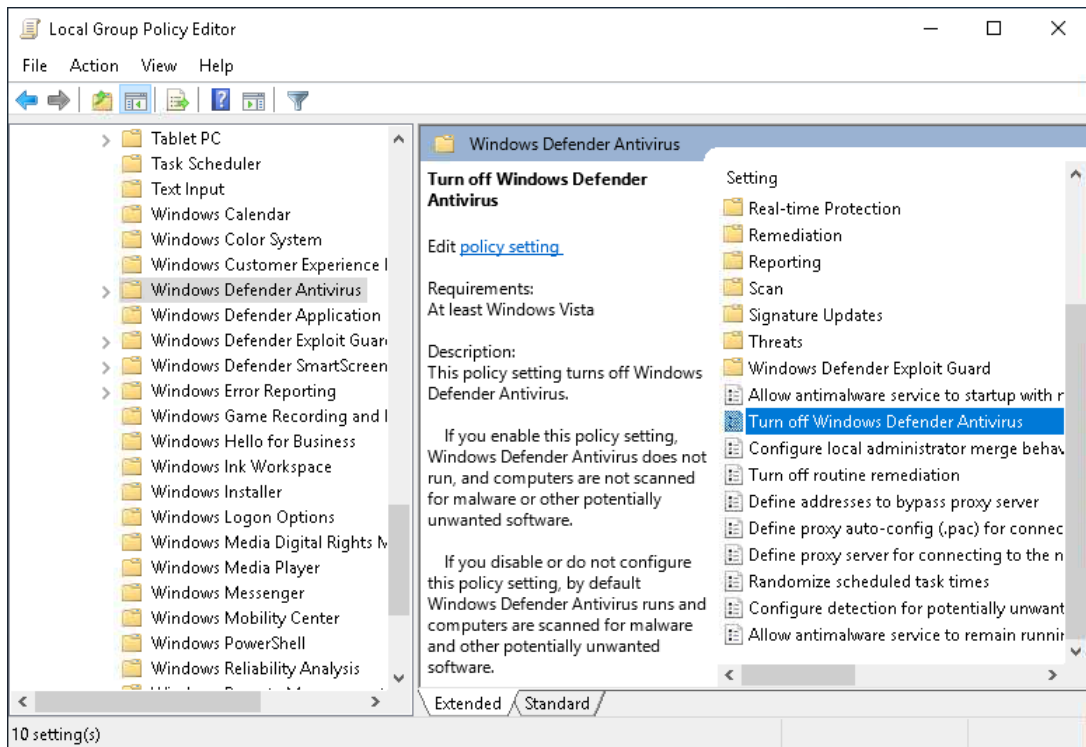 Local Group Policy Editor
File Action View Help
Tablet PC
Task Scheduler
Text Input
Windows Calendar
Windows Color System
Windows Customer Experience I
Windows Defender Antivirus
Windows Defender Application
Windows Defender Exploit Guar
Windows Defender SmartScreen
Windows Error Reporting
Windows Game Recording and
Windows Hello for Business
Windows Ink Workspace
Windows Installer
Windows Logon Options
Windows Media Digital Rights
Windows Media Player
Windows Messenger
Windows Mobility Center
Windows PowerShell
Windows Reliability Analysis
Windows Defender Antivirus
Turn off Windows Defender
Antivirus
Edit policy setting
Requirements:
At least Windows Vista
Description:
This policy setting turns off Windows
Defender Antivirus.
If you enable this policy setting,
Windows Defender Antivirus does not
run, and computers are not scanned
for malware or other potentially
unwanted software.
If you disable or do not configure
this policy setting, by default
Windows Defender Antivirus runs and
computers are scanned for malware
and other potentially unwanted
software.
Setting
Real-time Protection
Remediation
Reporting
Scan
Signature Updates
Threats
Windows Defender Exploit Guard
Allow antimalware service to startup with r
Turn off Windows Defender Antivirus
Configure local administrator merge behav
Turn off routine remediation
Define addresses to bypass proxy server
Define proxy auto-config (.pac) for connec
Define proxy server for connecting to the n
Randomize scheduled task times
Configure detection for potentially unwant
Allow antimalware service to remain runnin
Extended Standard
10 setting(s)